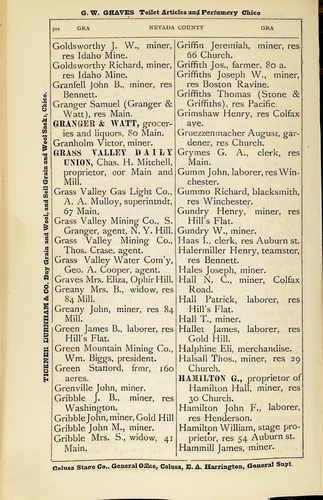 G. W. GRAVES Toilet Articles and Perfumery Chico
322 GRA NEVADA COUNTY GRA
Goldsworthy J. W., miner,
res Idaho Mine.
Goldsworthy Richard, miner,
res Idaho Mine.
Granfell John B., miner, res
Bennett.
Granger Samuel (Granger &
Watt), res Main.
GRANGER & WATT, groceries
and liquors, 80 Main.
Granholm Victor, miner.
GRASS VALLEY DAILY
UNION, Chas. H. Mitchell,
proprietor, cor Main and
Mill.
Grass Valley Gas Light Co.,
A. A. Mulloy, superintndt,
67 Main.
Grass Valley Mining Co., S.
Granger, agent, N. Y. Hill.
Grass Valley Mining Co.,
Thos. Crase, agent.
Grass Valley Water Com'y,
Geo. A. Cooper, agent.
Graves Mrs. Eliza, Ophir Hill.
Greany Mrs. B., widow, res
84 Mill.
Greany John, miner, res 84
Mill.
Green James B., laborer, res
Hill's Flat.
Green Mountain Mining Co.,
Wm. Biggs, president.
Green Stafford, frmr, 160
acres.
Grenville John, miner.
Gribble J. B., miner, res
Washington.
Gribble John, miner, Gold Hill
Gribble John M., miner.
Gribble Mrs. S., widow, 41
Main.
Griffin Jeremiah, miner, res
66 Church.
Griffith Jos, farmer, 80 a.
Griffiths Joseph W., miner,
res Boston Ravine.
Griffiths Thomas (Stone &
Griffiths), res Pacific.
Grimshaw Henry, res Colfax
ave.
Gruezzenmacher August, gardener,
res Church.
Grymes G. A., clerk, res
Main.
Gumm John, laborer, res Winchester.
Gummo Richard, blacksmith,
res Winchester.
Gundry Henry, miner, res
Hill's Flat.
Gundry W., miner.
Haas I., clerk, res Auburn st.
Halermiller Henry, teamster,
res Bennett.
Hales Joseph, miner.
Hall N. C., miner, Colfax
Road.
Hall Patrick, laborer, res
Hill's Flat.
Hall T., miner.
Hallet James, laborer, res
Gold Hill.
Halphine Eli, merchandise.
Halsall Thos., miner, res 29
Church.
HAMILTON G., proprietor of
Hamilton Hall, miner, res
30 Church.
Hamilton John F., laborer,
res Henderson.
Hamilton William, stage proprietor,
res 54 Auburn st.
Hammill James, miner.
TICKNER BURNHAM & CO. Buy Grain and Wool, and Sell Grain and Wool Sacks, Chico.
Colusa Stage Co., General Office, Colusa, E. A. Harrington, General Supt